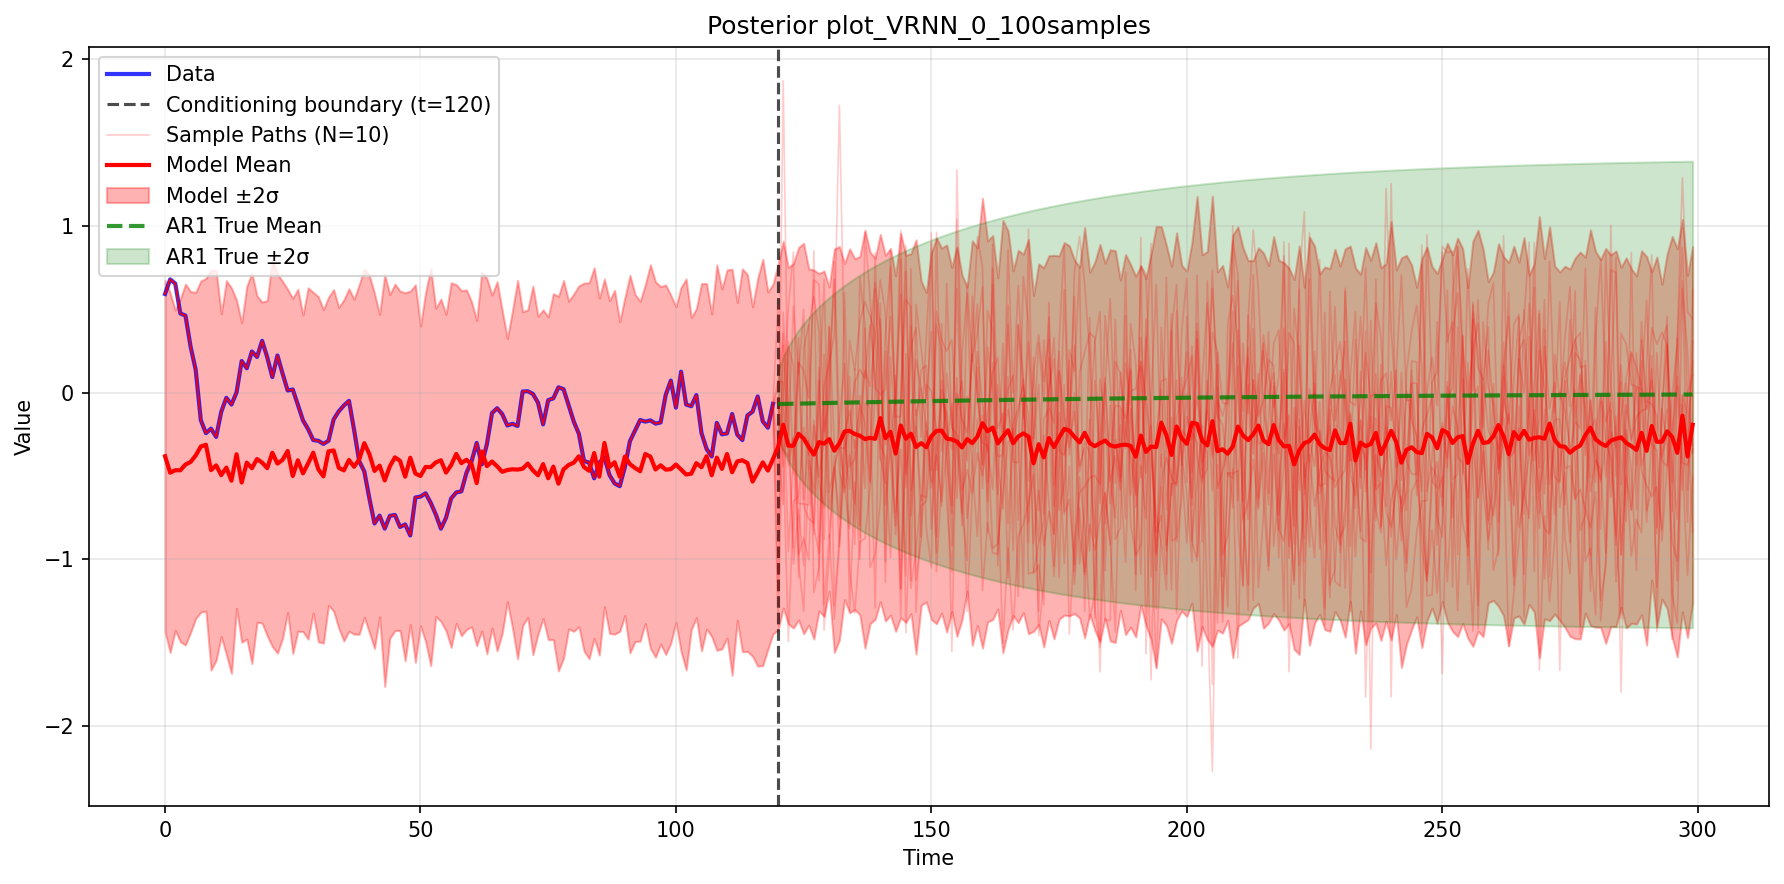 Posterior plot_VRNN_0_100samples
Data
Conditioning boundary (t=120)
Sample Paths (N=10)
Model Mean
Model ±2σ
AR1 True Mean
AR1 True ±2σ
2
1
0
−1
−2
Value
0
50
100
150
200
250
300
Time